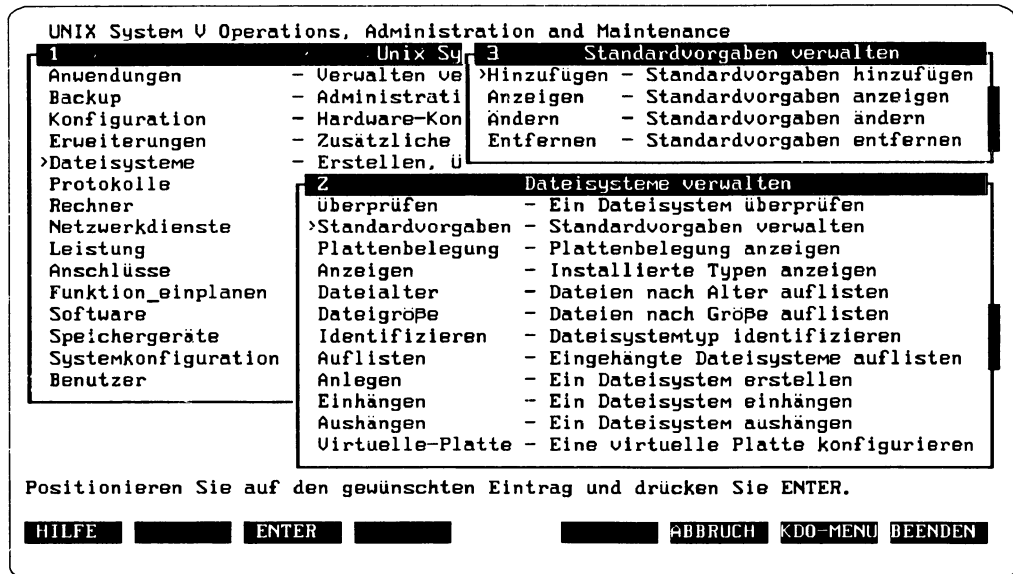 UNIX System V Operations, Administration and Maintenance
1 Unix Sy
Anwendungen - Verwalten ve
Backup - Administrati
Konfiguration - Hardware-Kon
Erweiterungen - Zusätzliche
>Dateisysteme - Erstellen, ü
Protokolle
Rechner
Netzwerkdienste
Leistung
Anschlüsse
Funktion_einplanen
Software
Speichergeräte
Systemkonfiguration
Benutzer
3 Standardvorgaben verwalten
>Hinzufügen - Standardvorgaben hinzufügen
Anzeigen - Standardvorgaben anzeigen
Ändern - Standardvorgaben ändern
Entfernen - Standardvorgaben entfernen
2 Dateisysteme verwalten
überprüfen - Ein Dateisystem überprüfen
>Standardvorgaben - Standardvorgaben verwalten
Plattenbelegung - Plattenbelegung anzeigen
Anzeigen - Installierte Typen anzeigen
Dateialter - Dateien nach Alter auflisten
Dateigröße - Dateien nach Größe auflisten
Identifizieren - Dateisystemtyp identifizieren
Auflisten - Eingehängte Dateisysteme auflisten
Anlegen - Ein Dateisystem erstellen
Einhängen - Ein Dateisystem einhängen
Aushängen - Ein Dateisystem aushängen
Virtuelle-Platte - Eine virtuelle Platte konfigurieren
Positionieren Sie auf den gewünschten Eintrag und drücken Sie ENTER.
HILFE ENTER ABBRUCH KDO-MENU BEENDEN